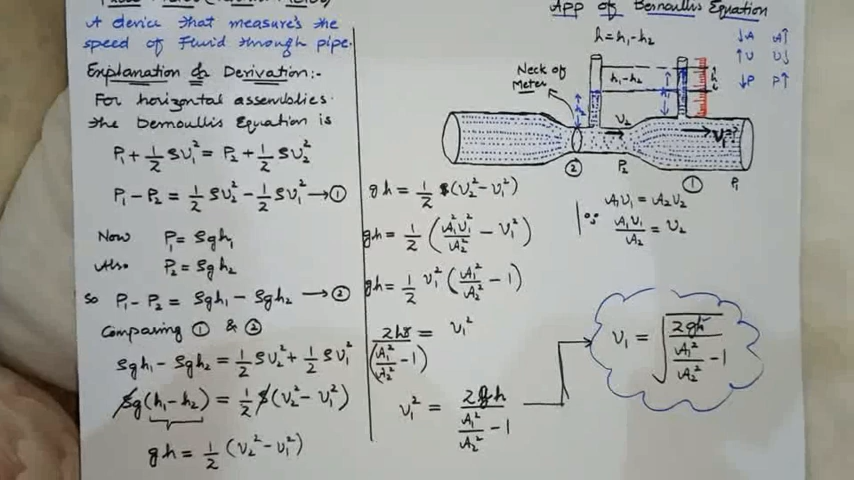 A device that measure's the
speed of Fluid through pipe.
Explanation & Derivation:-
For horizontal assemblies
the bernoullis Equation is
P₁ + 1/2 ρv₁² = P₂ + 1/2 ρv₂²
P₁ - P₂ = 1/2 ρv₂² - 1/2 ρv₁² → ①
Now P₁ = ρgh₁
Also P₂ = ρgh₂
so P₁ - P₂ = ρgh₁ - ρgh₂ → ②
Comparing ① & ②
ρgh₁ - ρgh₂ = 1/2 ρv₂² + 1/2 ρv₁²
ρg(h₁-h₂) = 1/2 ρ(v₂² - v₁²)
gh = 1/2 (v₂² - v₁²)
App of Bernoullis Equation
h = h₁-h₂
↓A A↑
↑v v↓
↓P P↑
Neck of
Meter
h₁-h₂
h₂
h₁
v₂
v₁??
② P₂ ① P₁
gh = 1/2 (v₂² - v₁²)
gh = 1/2 (A₁²v₁²/A₂² - v₁²)
gh = 1/2 v₁² (A₁²/A₂² - 1)
2hg/(A₁²/A₂² - 1) = v₁²
v₁² = 2gh/(A₁²/A₂² - 1)
A₁v₁ = A₂v₂
A₁v₁/A₂ = v₂
v₁ = √(2gh/(A₁²/A₂² - 1))